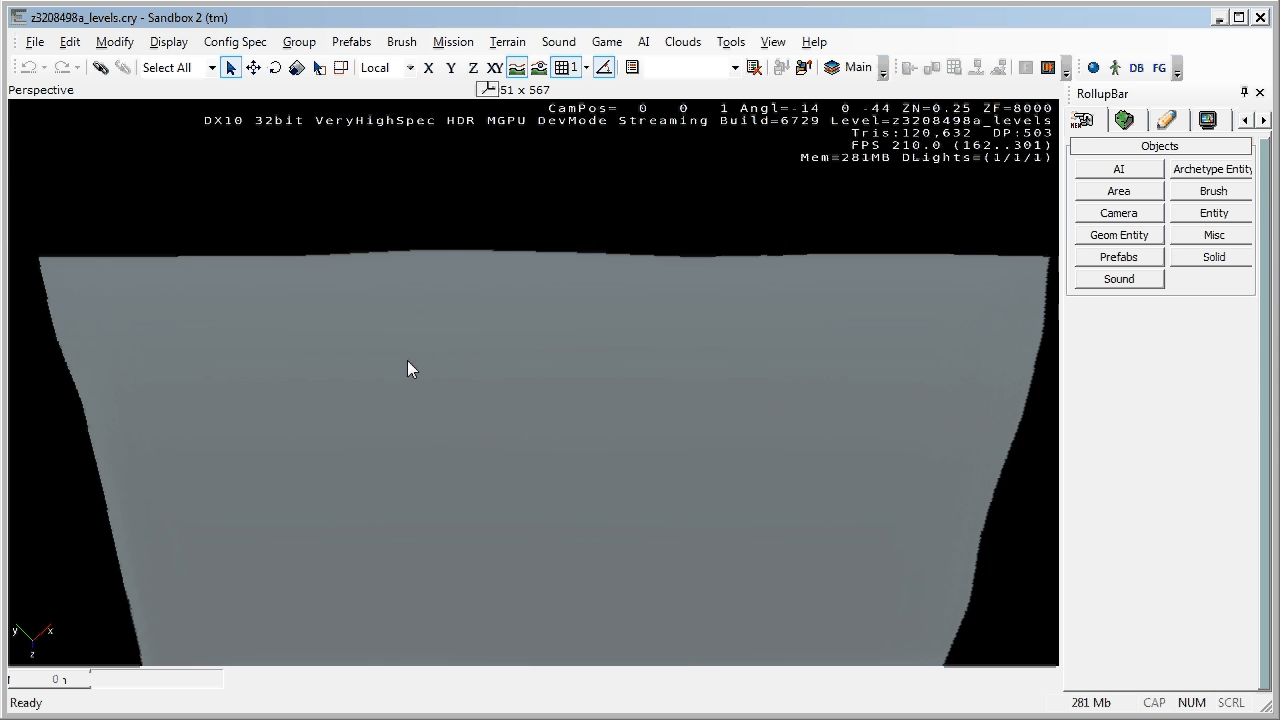 z3208498a_levels.cry - Sandbox 2 (tm)
File Edit Modify Display Config Spec Group Prefabs Brush Mission Terrain Sound Game AI Clouds Tools View Help
Select All Local X Y Z XY 1 Main DB FG
Perspective
51 x 567
RollupBar
CamPos= 0 0 1 Angl=-14 0 -44 ZN=0.25 ZF=8000
DX10 32bit VeryHighSpec HDR MGPU DevMode Streaming Build=6729 Level=z3208498a_levels
Tris:120,632 DP:503
FPS 210.0 (162..301)
Mem=281MB DLights=(1/1/1)
NEW
Objects
AI Archetype Entity
Area Brush
Camera Entity
Geom Entity Misc
Prefabs Solid
Sound
y x
z
0
Ready
281 Mb CAP NUM SCRL